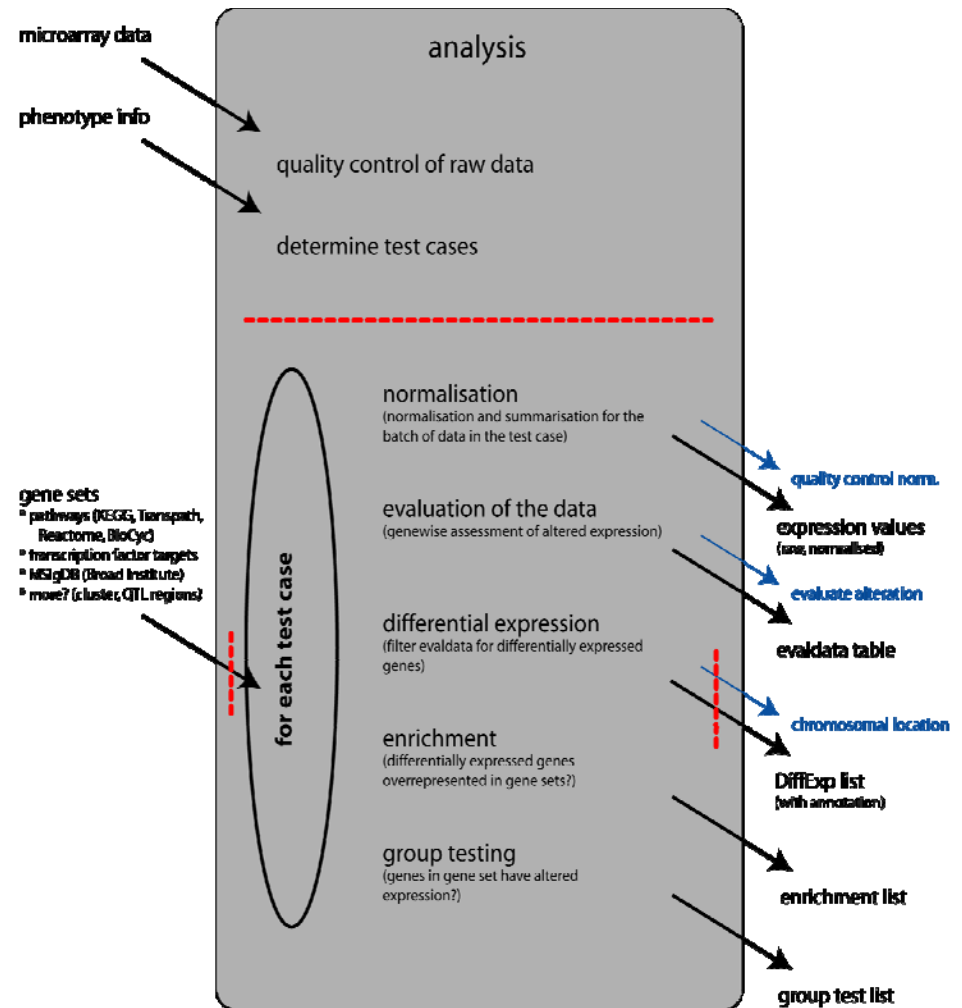 microarray data
analysis
phenotype info
quality control of raw data
determine test cases
normalisation
(normalisation and summarisation for the
batch of data in the test case)
quality control norm.
gene sets
* pathways (KEGG, Transpath,
Reactome, BioCyc)
* transcription factor targets
* MSigDB (Broad Institute)
* more? (cluster, QTL regions)
evaluation of the data
(genewise assessment of altered expression)
expression values
(raw, normalised)
evaluate alteration
for each test case
differential expression
(filter evaldata for differentially expressed
genes)
evaldata table
chromosomal location
enrichment
(differentially expressed genes
overrepresented in gene sets?)
DiffExp list
(with annotation)
group testing
(genes in gene set have altered
expression?)
enrichment list
group test list